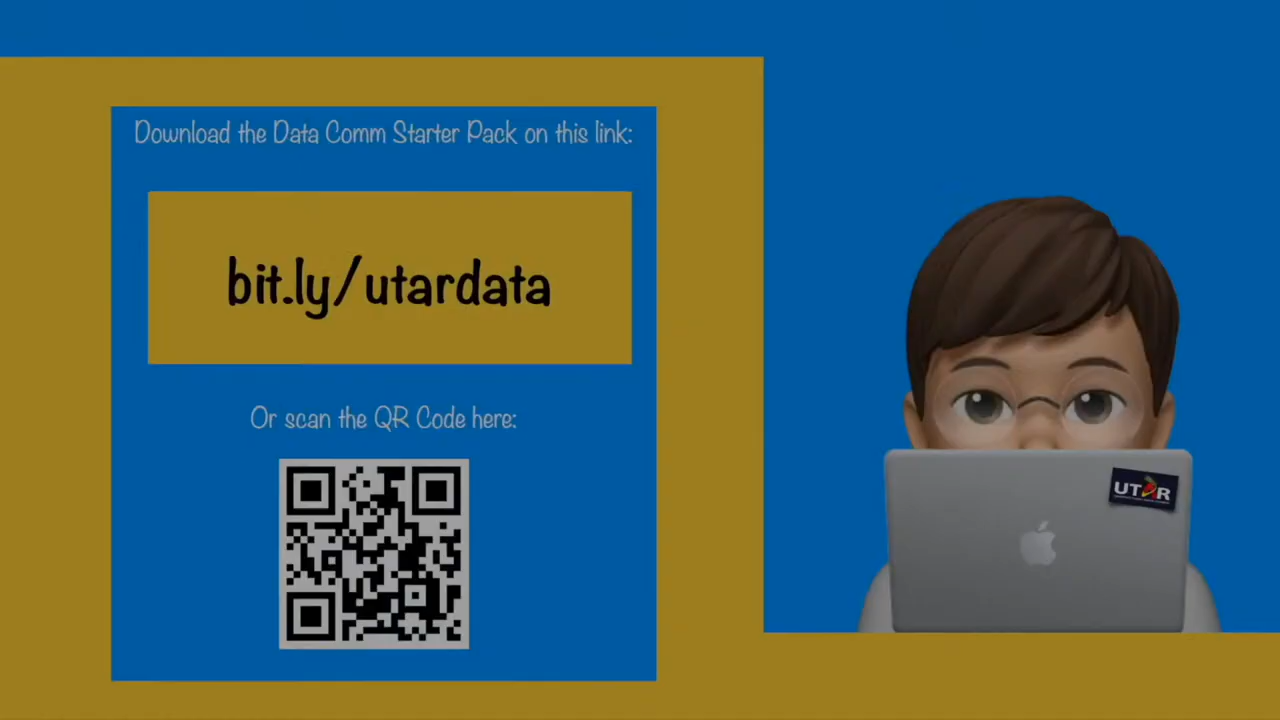 Download the Data Comm Starter Pack on this link:
bit.ly/utardata
Or scan the QR Code here:
UTAR